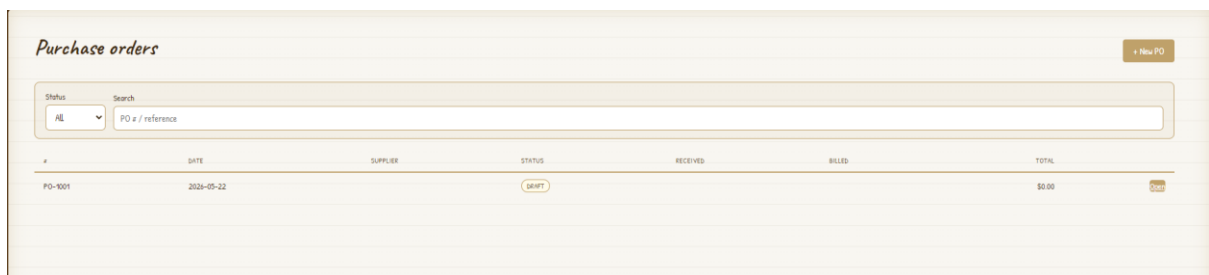 Purchase orders
+ New PO
Status
Search
All
PO # / reference
# DATE SUPPLIER STATUS RECEIVED BILLED TOTAL
PO-1001 2026-05-22 DRAFT $0.00 Open